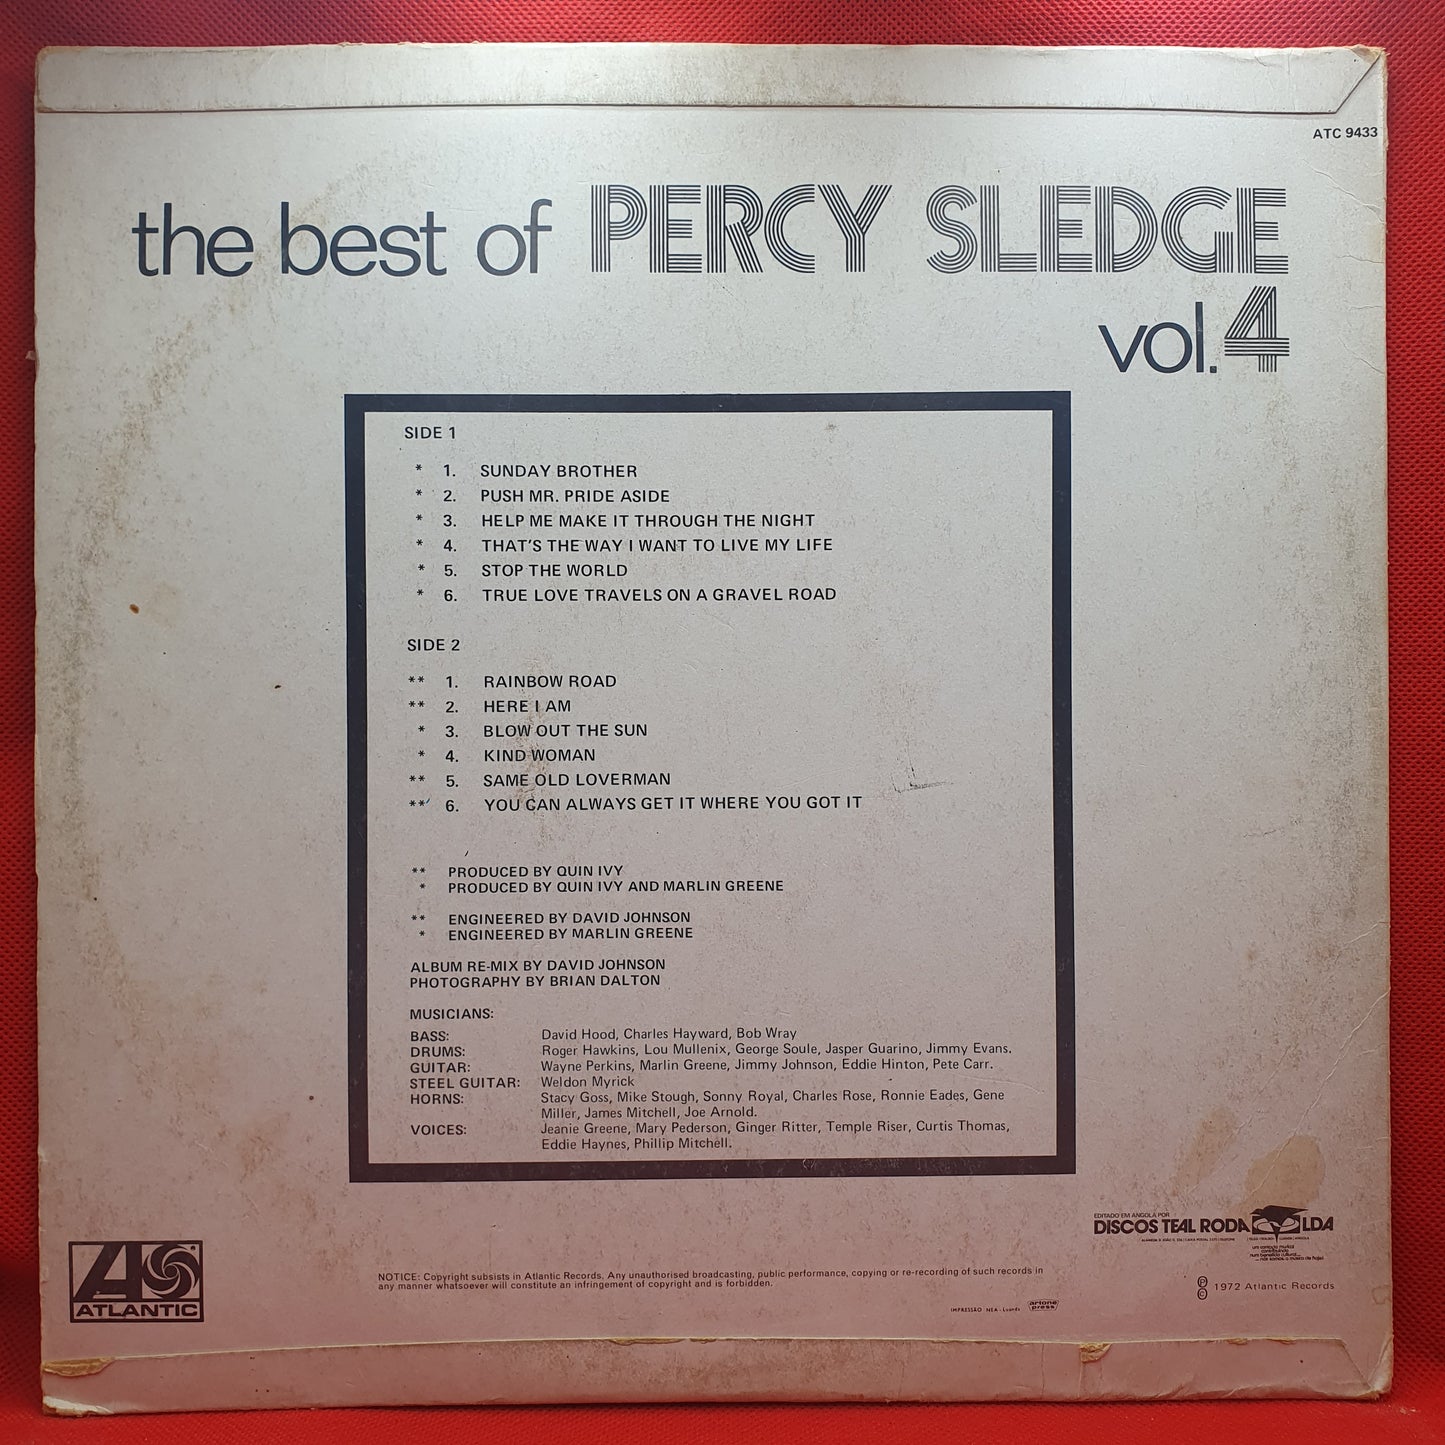 ATC 9433
the best of PERCY SLEDGE
vol.4
SIDE 1
* 1. SUNDAY BROTHER
* 2. PUSH MR. PRIDE ASIDE
* 3. HELP ME MAKE IT THROUGH THE NIGHT
* 4. THAT'S THE WAY I WANT TO LIVE MY LIFE
* 5. STOP THE WORLD
* 6. TRUE LOVE TRAVELS ON A GRAVEL ROAD
SIDE 2
** 1. RAINBOW ROAD
** 2. HERE I AM
* 3. BLOW OUT THE SUN
* 4. KIND WOMAN
** 5. SAME OLD LOVERMAN
** 6. YOU CAN ALWAYS GET IT WHERE YOU GOT IT
** PRODUCED BY QUIN IVY
* PRODUCED BY QUIN IVY AND MARLIN GREENE
** ENGINEERED BY DAVID JOHNSON
* ENGINEERED BY MARLIN GREENE
ALBUM RE-MIX BY DAVID JOHNSON
PHOTOGRAPHY BY BRIAN DALTON
MUSICIANS:
BASS: David Hood, Charles Hayward, Bob Wray
DRUMS: Roger Hawkins, Lou Mullenix, George Soule, Jasper Guarino, Jimmy Evans.
GUITAR: Wayne Perkins, Marlin Greene, Jimmy Johnson, Eddie Hinton, Pete Carr.
STEEL GUITAR: Weldon Myrick
HORNS: Stacy Goss, Mike Stough, Sonny Royal, Charles Rose, Ronnie Eades, Gene
Miller, James Mitchell, Joe Arnold.
VOICES: Jeanie Greene, Mary Pederson, Ginger Ritter, Temple Riser, Curtis Thomas,
Eddie Haynes, Phillip Mitchell.
EDITADO EM ANGOLA POR
DISCOS TEAL RODA LDA
ATLANTIC
NOTICE: Copyright subsists in Atlantic Records, Any unauthorised broadcasting, public performance, copying or re-recording of such records in
any manner whatsoever will constitute an infringement of copyright and is forbidden.
℗ © 1972 Atlantic Records
IMPRESSÃO NEA - Luanda artone press